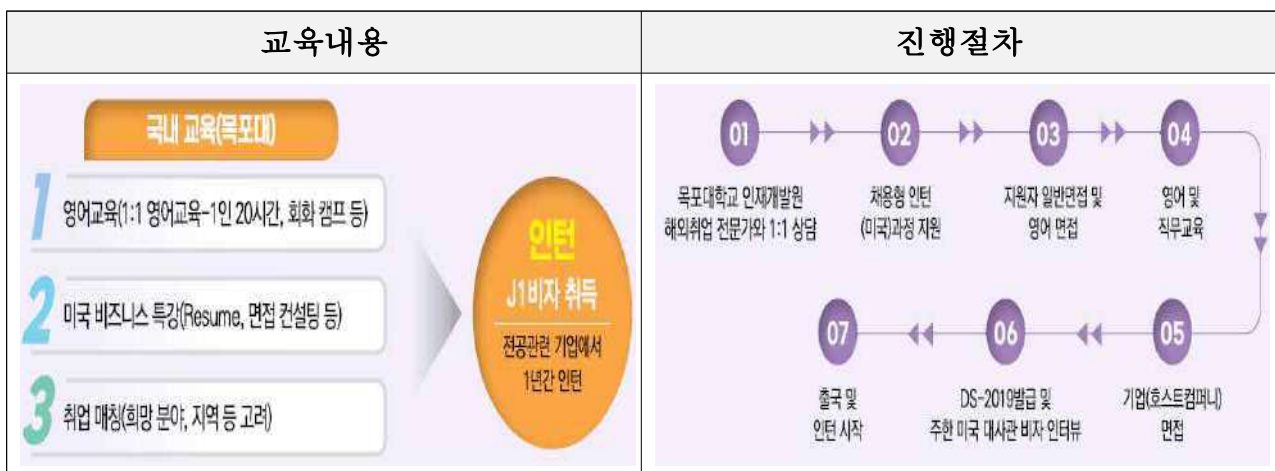 교육내용
진행절차
국내 교육(목포대)
1
영어교육(1:1 영어교육-1인 20시간, 회화 캠프 등)
2
미국 비즈니스 특강(Resume, 면접 컨설팅 등)
3
취업 매칭(희망 분야, 지역 등 고려)
인턴
J1비자 취득
전공관련 기업에서
1년간 인턴
01
목포대학교 인재개발원
해외취업 전문가와 1:1 상담
02
채용형 인턴
(미국)과정 지원
03
지원자 일반면접 및
영어 면접
04
영어 및
직무교육
05
기업(호스트컴퍼니)
면접
06
DS-2019발급 및
주한 미국 대사관 비자 인터뷰
07
출국 및
인턴 시작